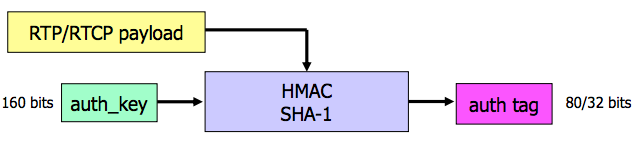 RTP/RTCP payload
160 bits
auth_key
HMAC
SHA-1
auth tag
80/32 bits